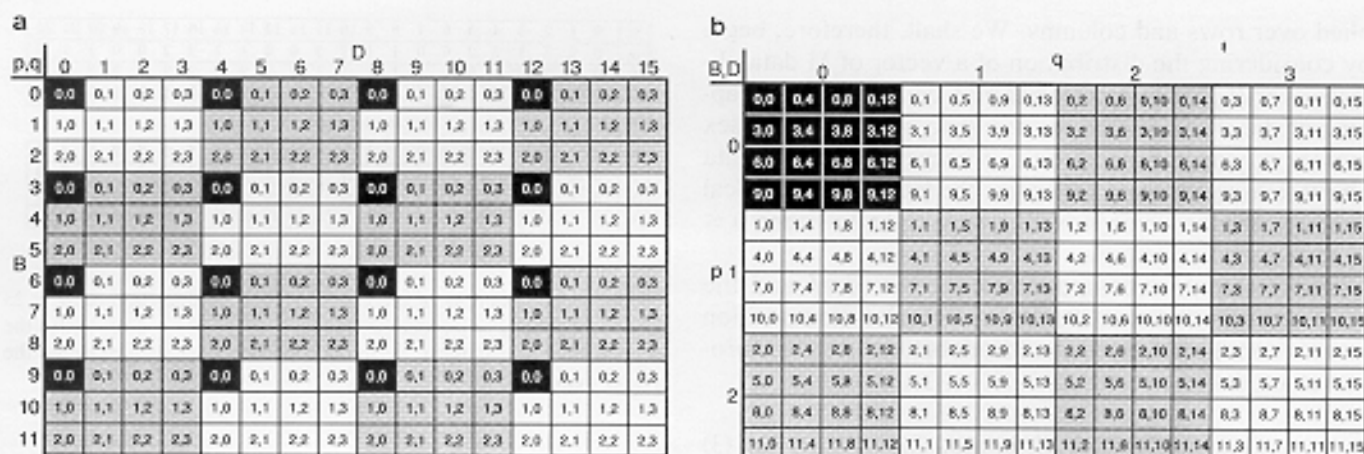 a
D
p,q 0 1 2 3 4 5 6 7 8 9 10 11 12 13 14 15
0 0,0 0,1 0,2 0,3 0,0 0,1 0,2 0,3 0,0 0,1 0,2 0,3 0,0 0,1 0,2 0,3
1 1,0 1,1 1,2 1,3 1,0 1,1 1,2 1,3 1,0 1,1 1,2 1,3 1,0 1,1 1,2 1,3
2 2,0 2,1 2,2 2,3 2,0 2,1 2,2 2,3 2,0 2,1 2,2 2,3 2,0 2,1 2,2 2,3
3 0,0 0,1 0,2 0,3 0,0 0,1 0,2 0,3 0,0 0,1 0,2 0,3 0,0 0,1 0,2 0,3
4 1,0 1,1 1,2 1,3 1,0 1,1 1,2 1,3 1,0 1,1 1,2 1,3 1,0 1,1 1,2 1,3
5 2,0 2,1 2,2 2,3 2,0 2,1 2,2 2,3 2,0 2,1 2,2 2,3 2,0 2,1 2,2 2,3
B
6 0,0 0,1 0,2 0,3 0,0 0,1 0,2 0,3 0,0 0,1 0,2 0,3 0,0 0,1 0,2 0,3
7 1,0 1,1 1,2 1,3 1,0 1,1 1,2 1,3 1,0 1,1 1,2 1,3 1,0 1,1 1,2 1,3
8 2,0 2,1 2,2 2,3 2,0 2,1 2,2 2,3 2,0 2,1 2,2 2,3 2,0 2,1 2,2 2,3
9 0,0 0,1 0,2 0,3 0,0 0,1 0,2 0,3 0,0 0,1 0,2 0,3 0,0 0,1 0,2 0,3
10 1,0 1,1 1,2 1,3 1,0 1,1 1,2 1,3 1,0 1,1 1,2 1,3 1,0 1,1 1,2 1,3
11 2,0 2,1 2,2 2,3 2,0 2,1 2,2 2,3 2,0 2,1 2,2 2,3 2,0 2,1 2,2 2,3
b
q
B,D 0 1 2 3
0,0 0,4 0,8 0,12 0,1 0,5 0,9 0,13 0,2 0,6 0,10 0,14 0,3 0,7 0,11 0,15
3,0 3,4 3,8 3,12 3,1 3,5 3,9 3,13 3,2 3,6 3,10 3,14 3,3 3,7 3,11 3,15
0
6,0 6,4 6,8 6,12 6,1 6,5 6,9 6,13 6,2 6,6 6,10 6,14 6,3 6,7 6,11 6,15
9,0 9,4 9,8 9,12 9,1 9,5 9,9 9,13 9,2 9,6 9,10 9,14 9,3 9,7 9,11 9,15
1,0 1,4 1,8 1,12 1,1 1,5 1,9 1,13 1,2 1,6 1,10 1,14 1,3 1,7 1,11 1,15
4,0 4,4 4,8 4,12 4,1 4,5 4,9 4,13 4,2 4,6 4,10 4,14 4,3 4,7 4,11 4,15
p 1
7,0 7,4 7,8 7,12 7,1 7,5 7,9 7,13 7,2 7,6 7,10 7,14 7,3 7,7 7,11 7,15
10,0 10,4 10,8 10,12 10,1 10,5 10,9 10,13 10,2 10,6 10,10 10,14 10,3 10,7 10,11 10,15
2,0 2,4 2,8 2,12 2,1 2,5 2,9 2,13 2,2 2,6 2,10 2,14 2,3 2,7 2,11 2,15
5,0 5,4 5,8 5,12 5,1 5,5 5,9 5,13 5,2 5,6 5,10 5,14 5,3 5,7 5,11 5,15
2
8,0 8,4 8,8 8,12 8,1 8,5 8,9 8,13 8,2 8,6 8,10 8,14 8,3 8,7 8,11 8,15
11,0 11,4 11,8 11,12 11,1 11,5 11,9 11,13 11,2 11,6 11,10 11,14 11,3 11,7 11,11 11,15